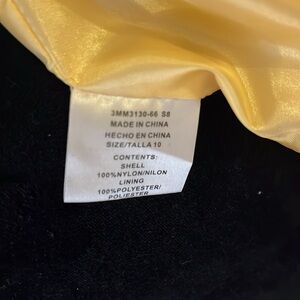 3MM3130-66 S8
MADE IN CHINA
HECHO EN CHINA
SIZE/TALLA 10
CONTENTS:
SHELL
100%NYLON/NILON
LINING
100%POLYESTER/
POLIESTER